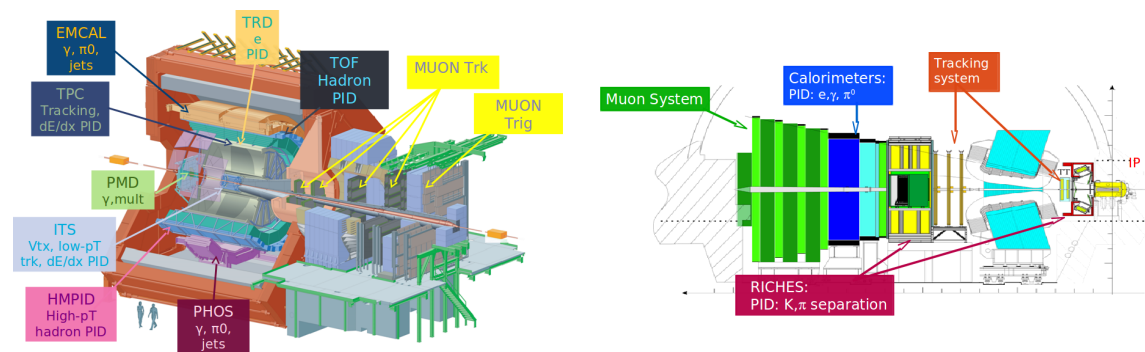 EMCAL
γ, π0,
jets
TRD
e
PID
TOF
Hadron
PID
MUON Trk
MUON
Trig
TPC
Tracking,
dE/dx PID
PMD
γ,mult
ITS
Vtx, low-pT
trk, dE/dx PID
HMPID
High-pT
hadron PID
PHOS
γ, π0,
jets
Muon System
Calorimeters:
PID: e,γ, π⁰
Tracking
system
IP
TT
RICHES:
PID: K,π separation